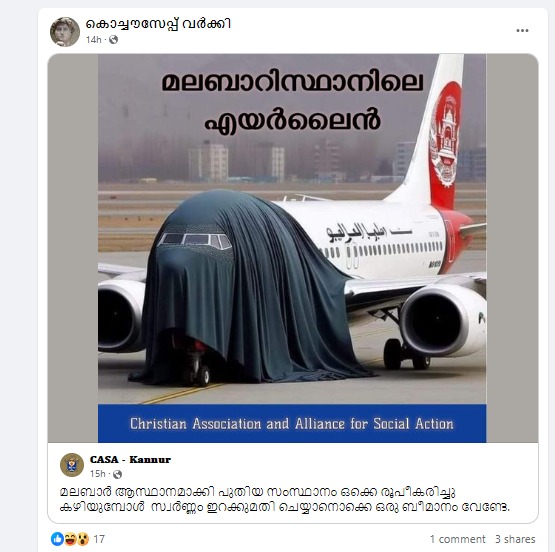 കൊച്ചൗസേപ്പ് വർക്കി
14h ·
മലബാറിസ്ഥാനിലെ
എയർലൈൻ
Christian Association and Alliance for Social Action
CASA - Kannur
15h ·
മലബാർ ആസ്ഥാനമാക്കി പുതിയ സംസ്ഥാനം ഒക്കെ രൂപീകരിച്ചു
കഴിയുമ്പോൾ സ്വർണ്ണം ഇറക്കുമതി ചെയ്യാനൊക്കെ ഒരു ബീമാനം വേണ്ടേ.
17
1 comment 3 shares